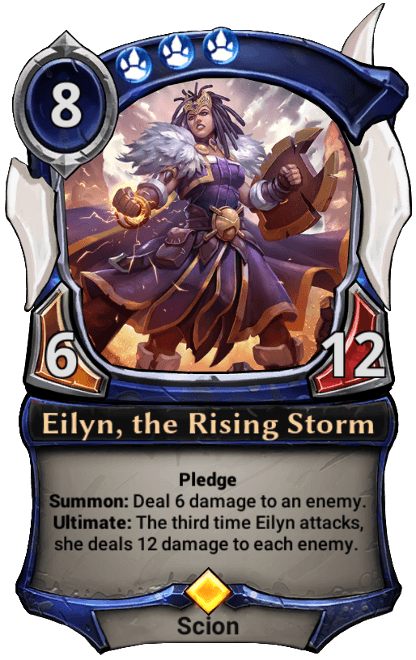 8
6
12
Eilyn, the Rising Storm
Pledge
Summon: Deal 6 damage to an enemy.
Ultimate: The third time Eilyn attacks,
she deals 12 damage to each enemy.
Scion